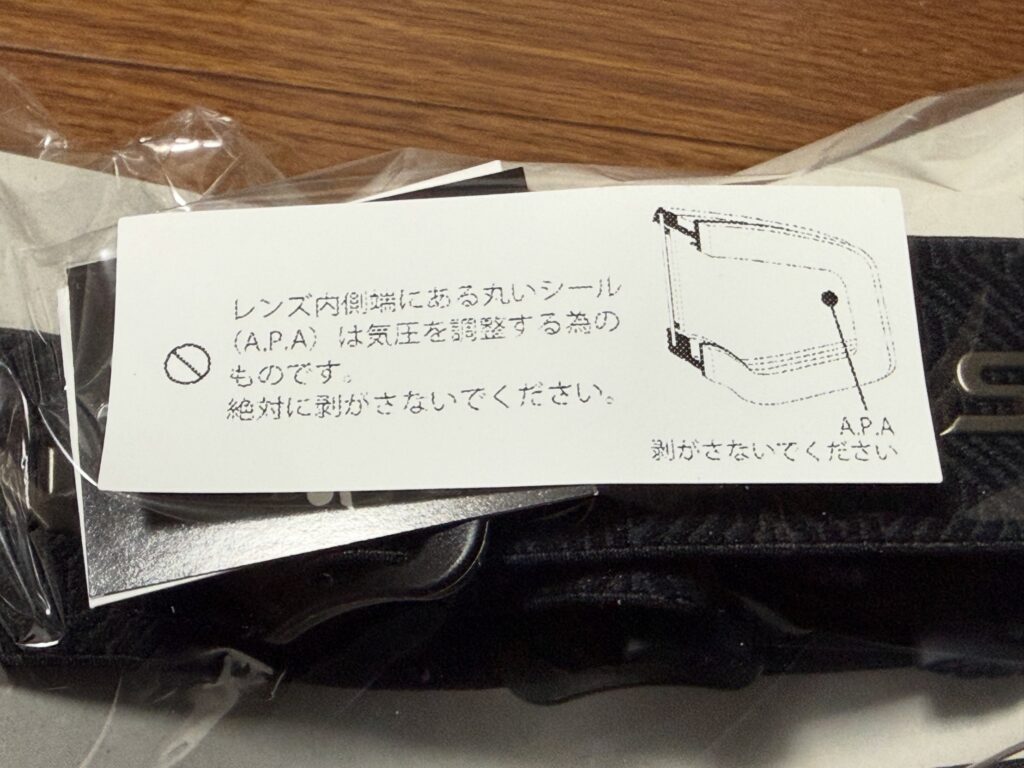 レンズ内側端にある丸いシール
（A.P.A）は気圧を調整する為の
ものです。
絶対に剥がさないでください。
A.P.A
剥がさないでください